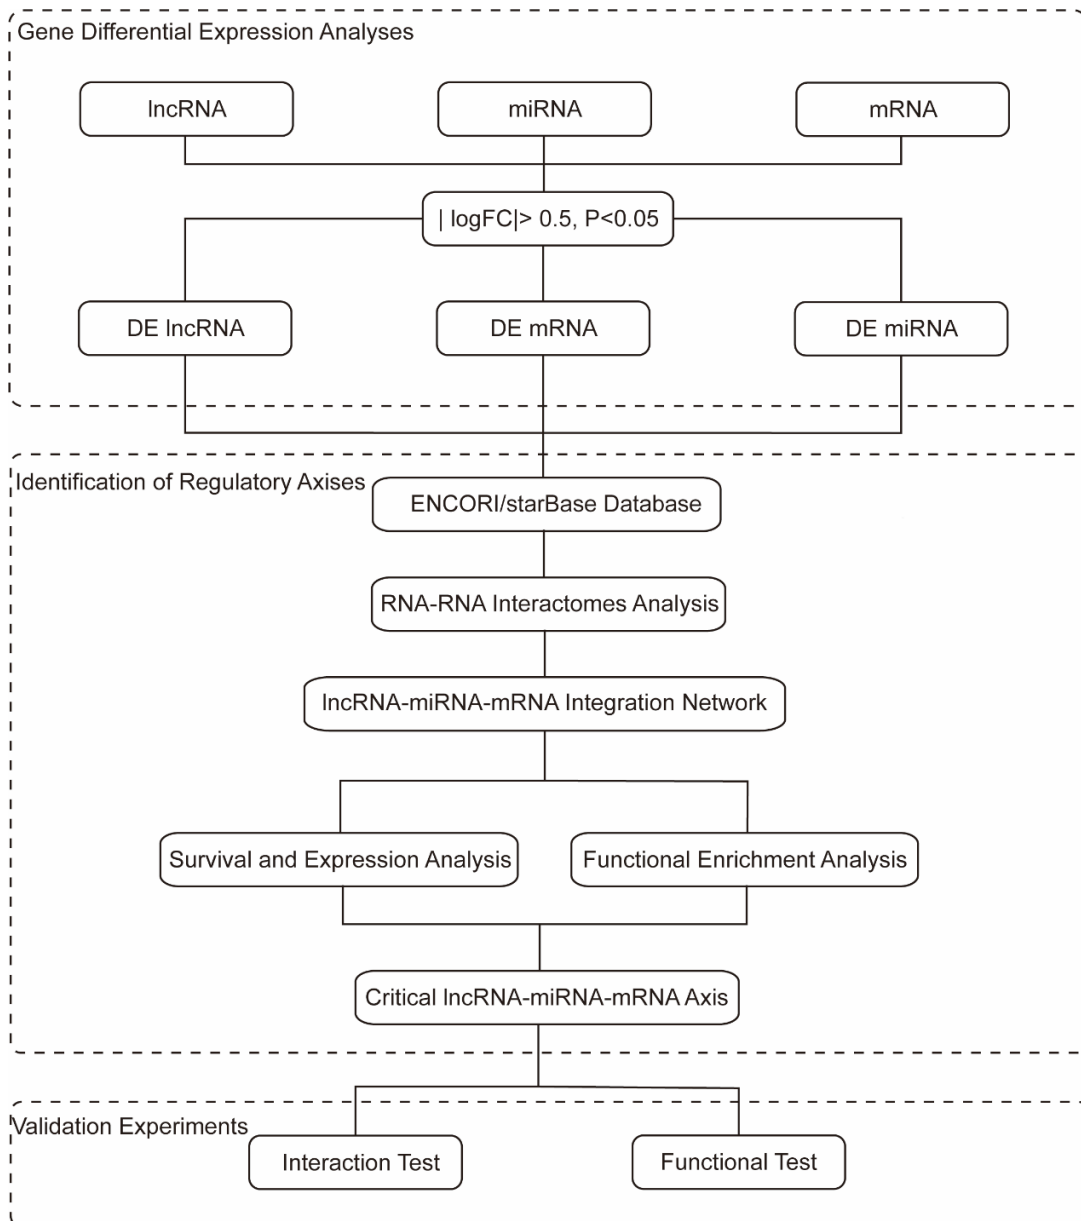 Gene Differential Expression Analyses
lncRNA
miRNA
mRNA
| logFC|> 0.5, P<0.05
DE lncRNA
DE mRNA
DE miRNA
Identification of Regulatory Axises
ENCORI/starBase Database
RNA-RNA Interactomes Analysis
lncRNA-miRNA-mRNA Integration Network
Survival and Expression Analysis
Functional Enrichment Analysis
Critical lncRNA-miRNA-mRNA Axis
Validation Experiments
Interaction Test
Functional Test